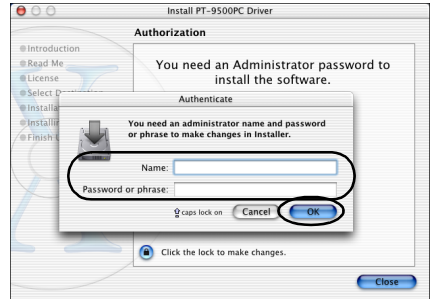 Install PT-9500PC Driver
Authorization
Introduction
Read Me
License
Select
Installa
Installin
Finish U
You need an Administrator password to
install the software.
Authenticate
You need an administrator name and password
or phrase to make changes in Installer.
Name:
Password or phrase:
caps lock on
Cancel
OK
Click the lock to make changes.
Close